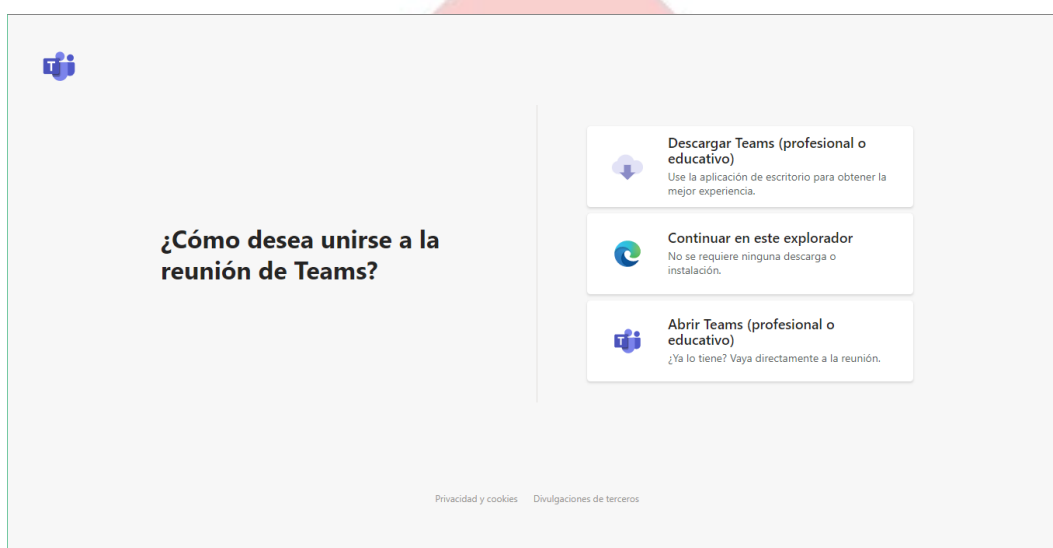 ¿Cómo desea unirse a la
reunión de Teams?
Descargar Teams (profesional o
educativo)
Use la aplicación de escritorio para obtener la
mejor experiencia.
Continuar en este explorador
No se requiere ninguna descarga o
instalación.
Abrir Teams (profesional o
educativo)
¿Ya lo tiene? Vaya directamente a la reunión.
Privacidad y cookies Divulgaciones de terceros